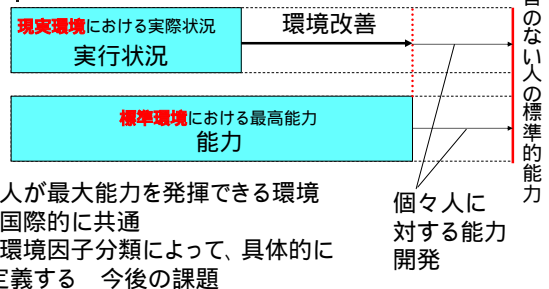 現実環境における実際状況
実行状況
環境改善
標準環境における最高能力
能力
のない人の標準的能力
人が最大能力を発揮できる環境
国際的に共通
環境因子分類によって、具体的に
定義する 今後の課題
個々人に
対する能力
開発